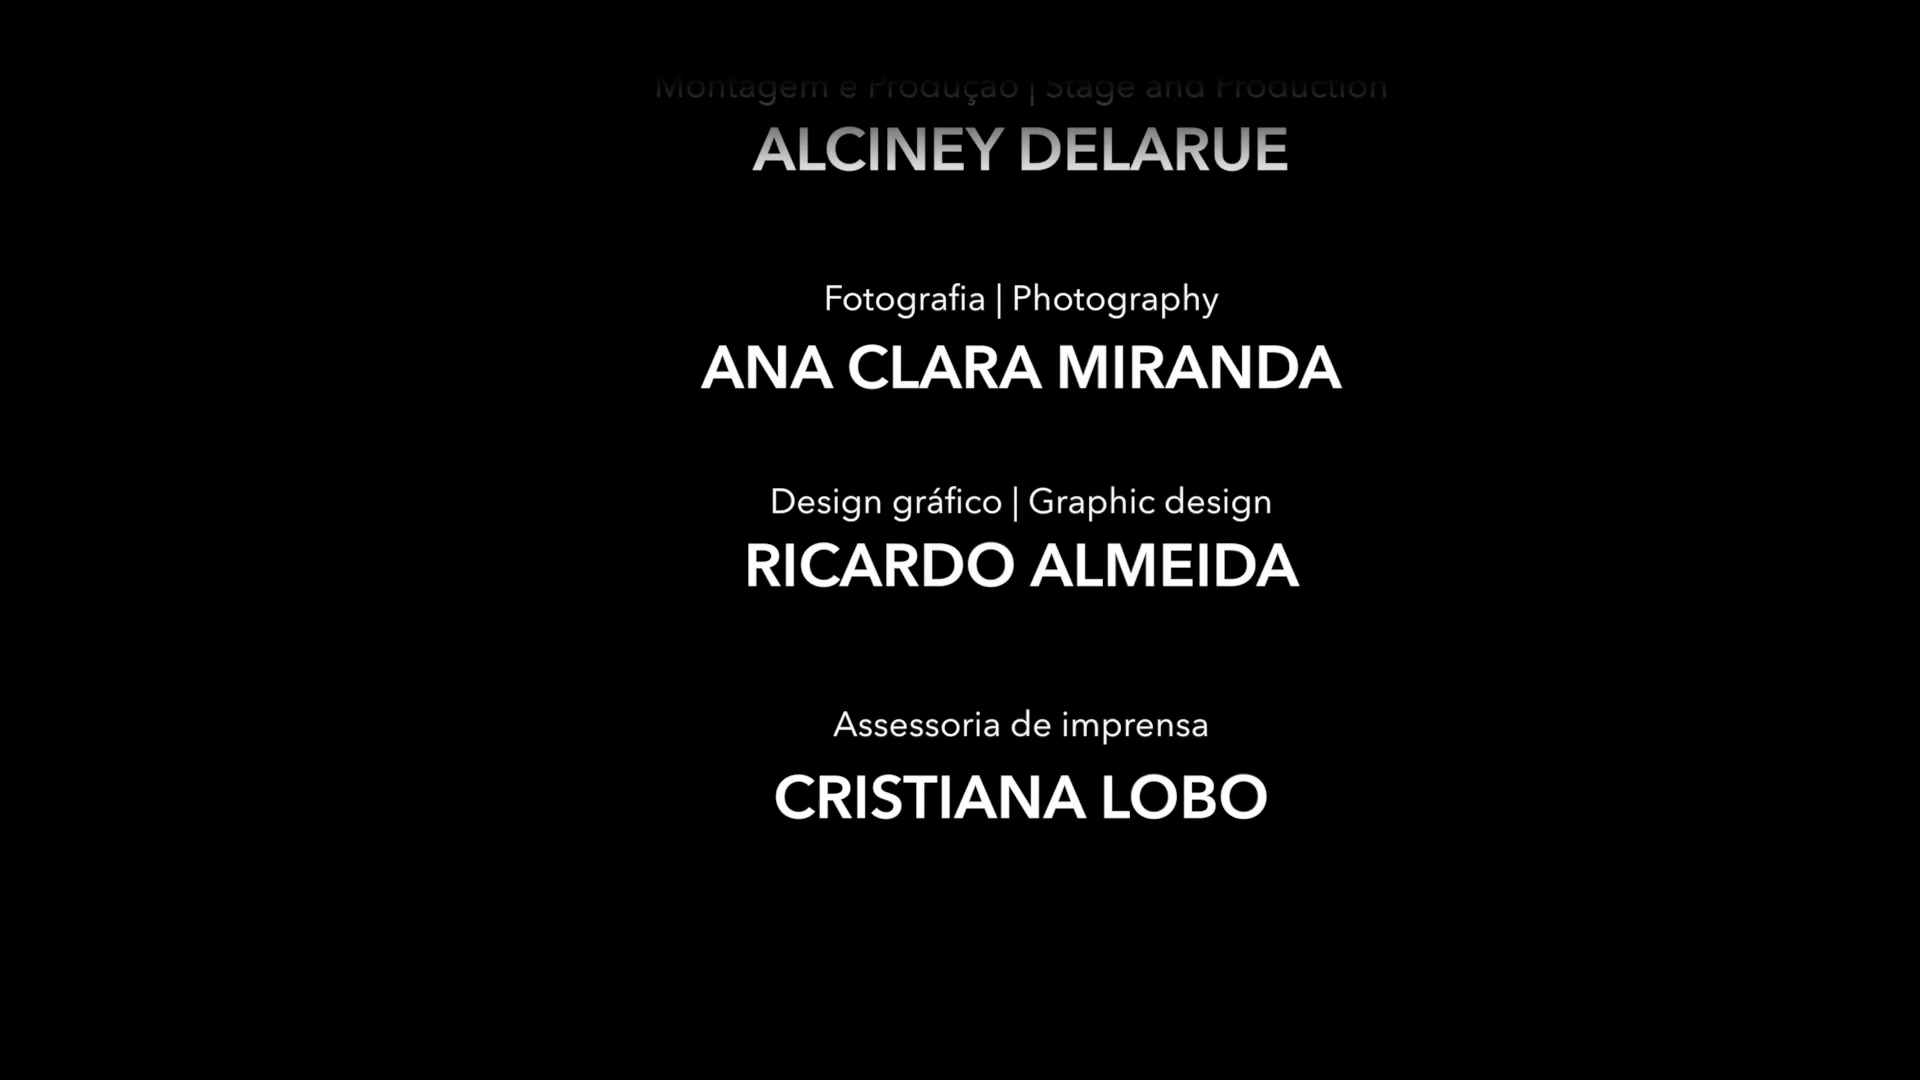 Montagem e Produção | Stage and Production
ALCINEY DELARUE
Fotografia | Photography
ANA CLARA MIRANDA
Design gráfico | Graphic design
RICARDO ALMEIDA
Assessoria de imprensa
CRISTIANA LOBO